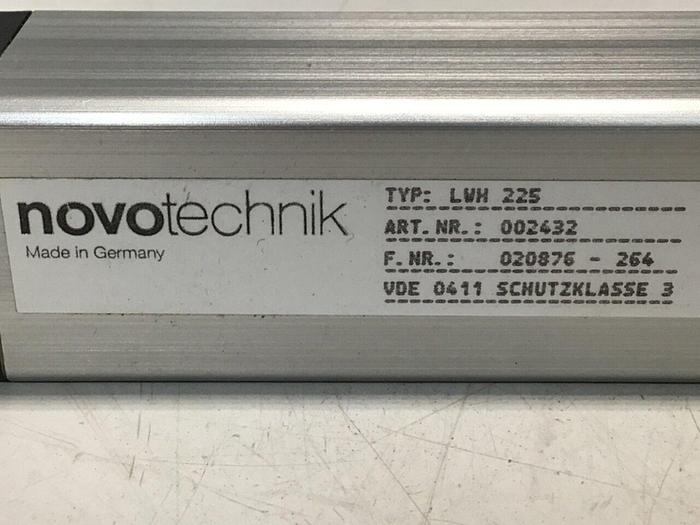 novotechnik
Made in Germany
TYP: LWH 225
ART.NR.: 002432
F.NR.: 020876 - 264
VDE 0411 SCHUTZKLASSE 3